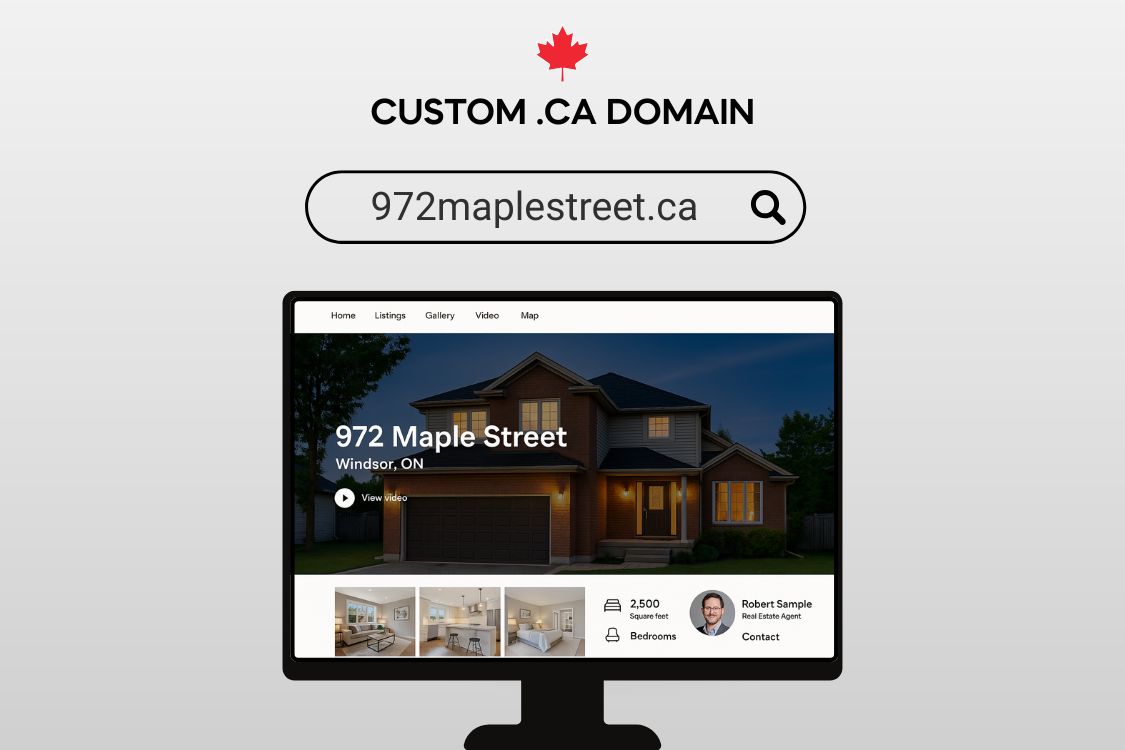 CUSTOM .CA DOMAIN
972maplestreet.ca
Home Listings Gallery Video Map
972 Maple Street
Windsor, ON
View video
2,500
Square feet
Bedrooms
Robert Sample
Real Estate Agent
Contact